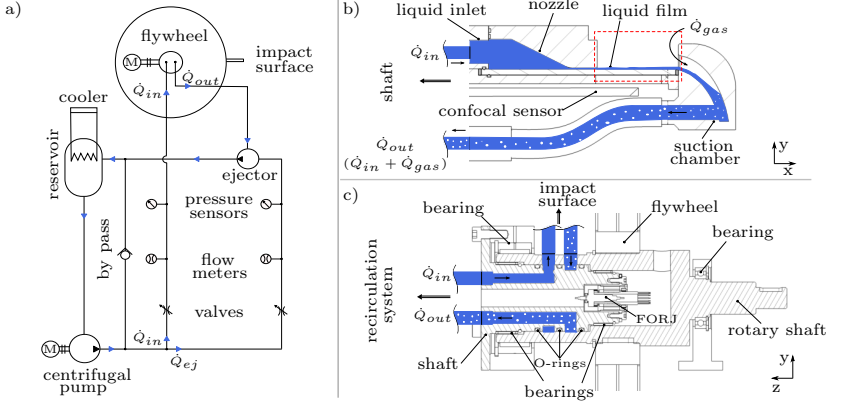 a)
flywheel
M
impact
surface
Q̇out
Q̇in
cooler
reservoir
ejector
pressure
sensors
by pass
flow
meters
valves
M
Q̇in
Q̇ej
centrifugal
pump
b)
liquid inlet
nozzle
liquid film
Q̇gas
Q̇in
shaft
confocal sensor
Q̇out
(Q̇in + Q̇gas)
suction
chamber
y
x
c)
impact
surface
bearing
flywheel
bearing
Q̇in
recirculation
system
Q̇out
FORJ
rotary shaft
shaft
O-rings
bearings
y
z